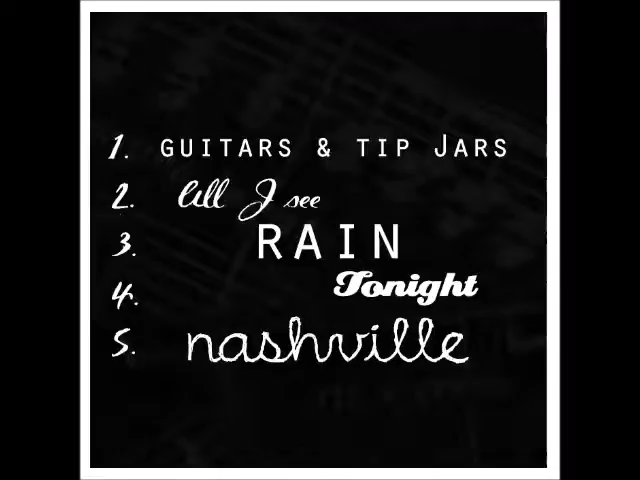 1. GUITARS & TIP JARS
2. All I see
3. RAIN
4. Tonight
5. nashville